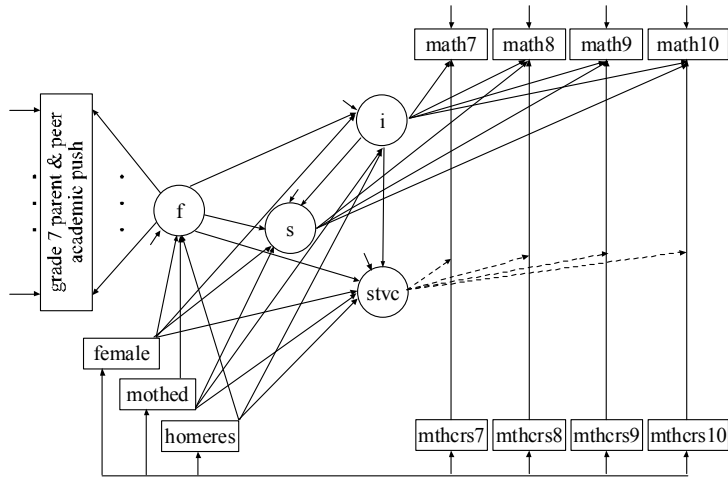 math7 math8 math9 math10
i
grade 7 parent & peer
academic push
f
s
stvc
female
mothed
homeres
mthcrs7 mthcrs8 mthcrs9 mthcrs10